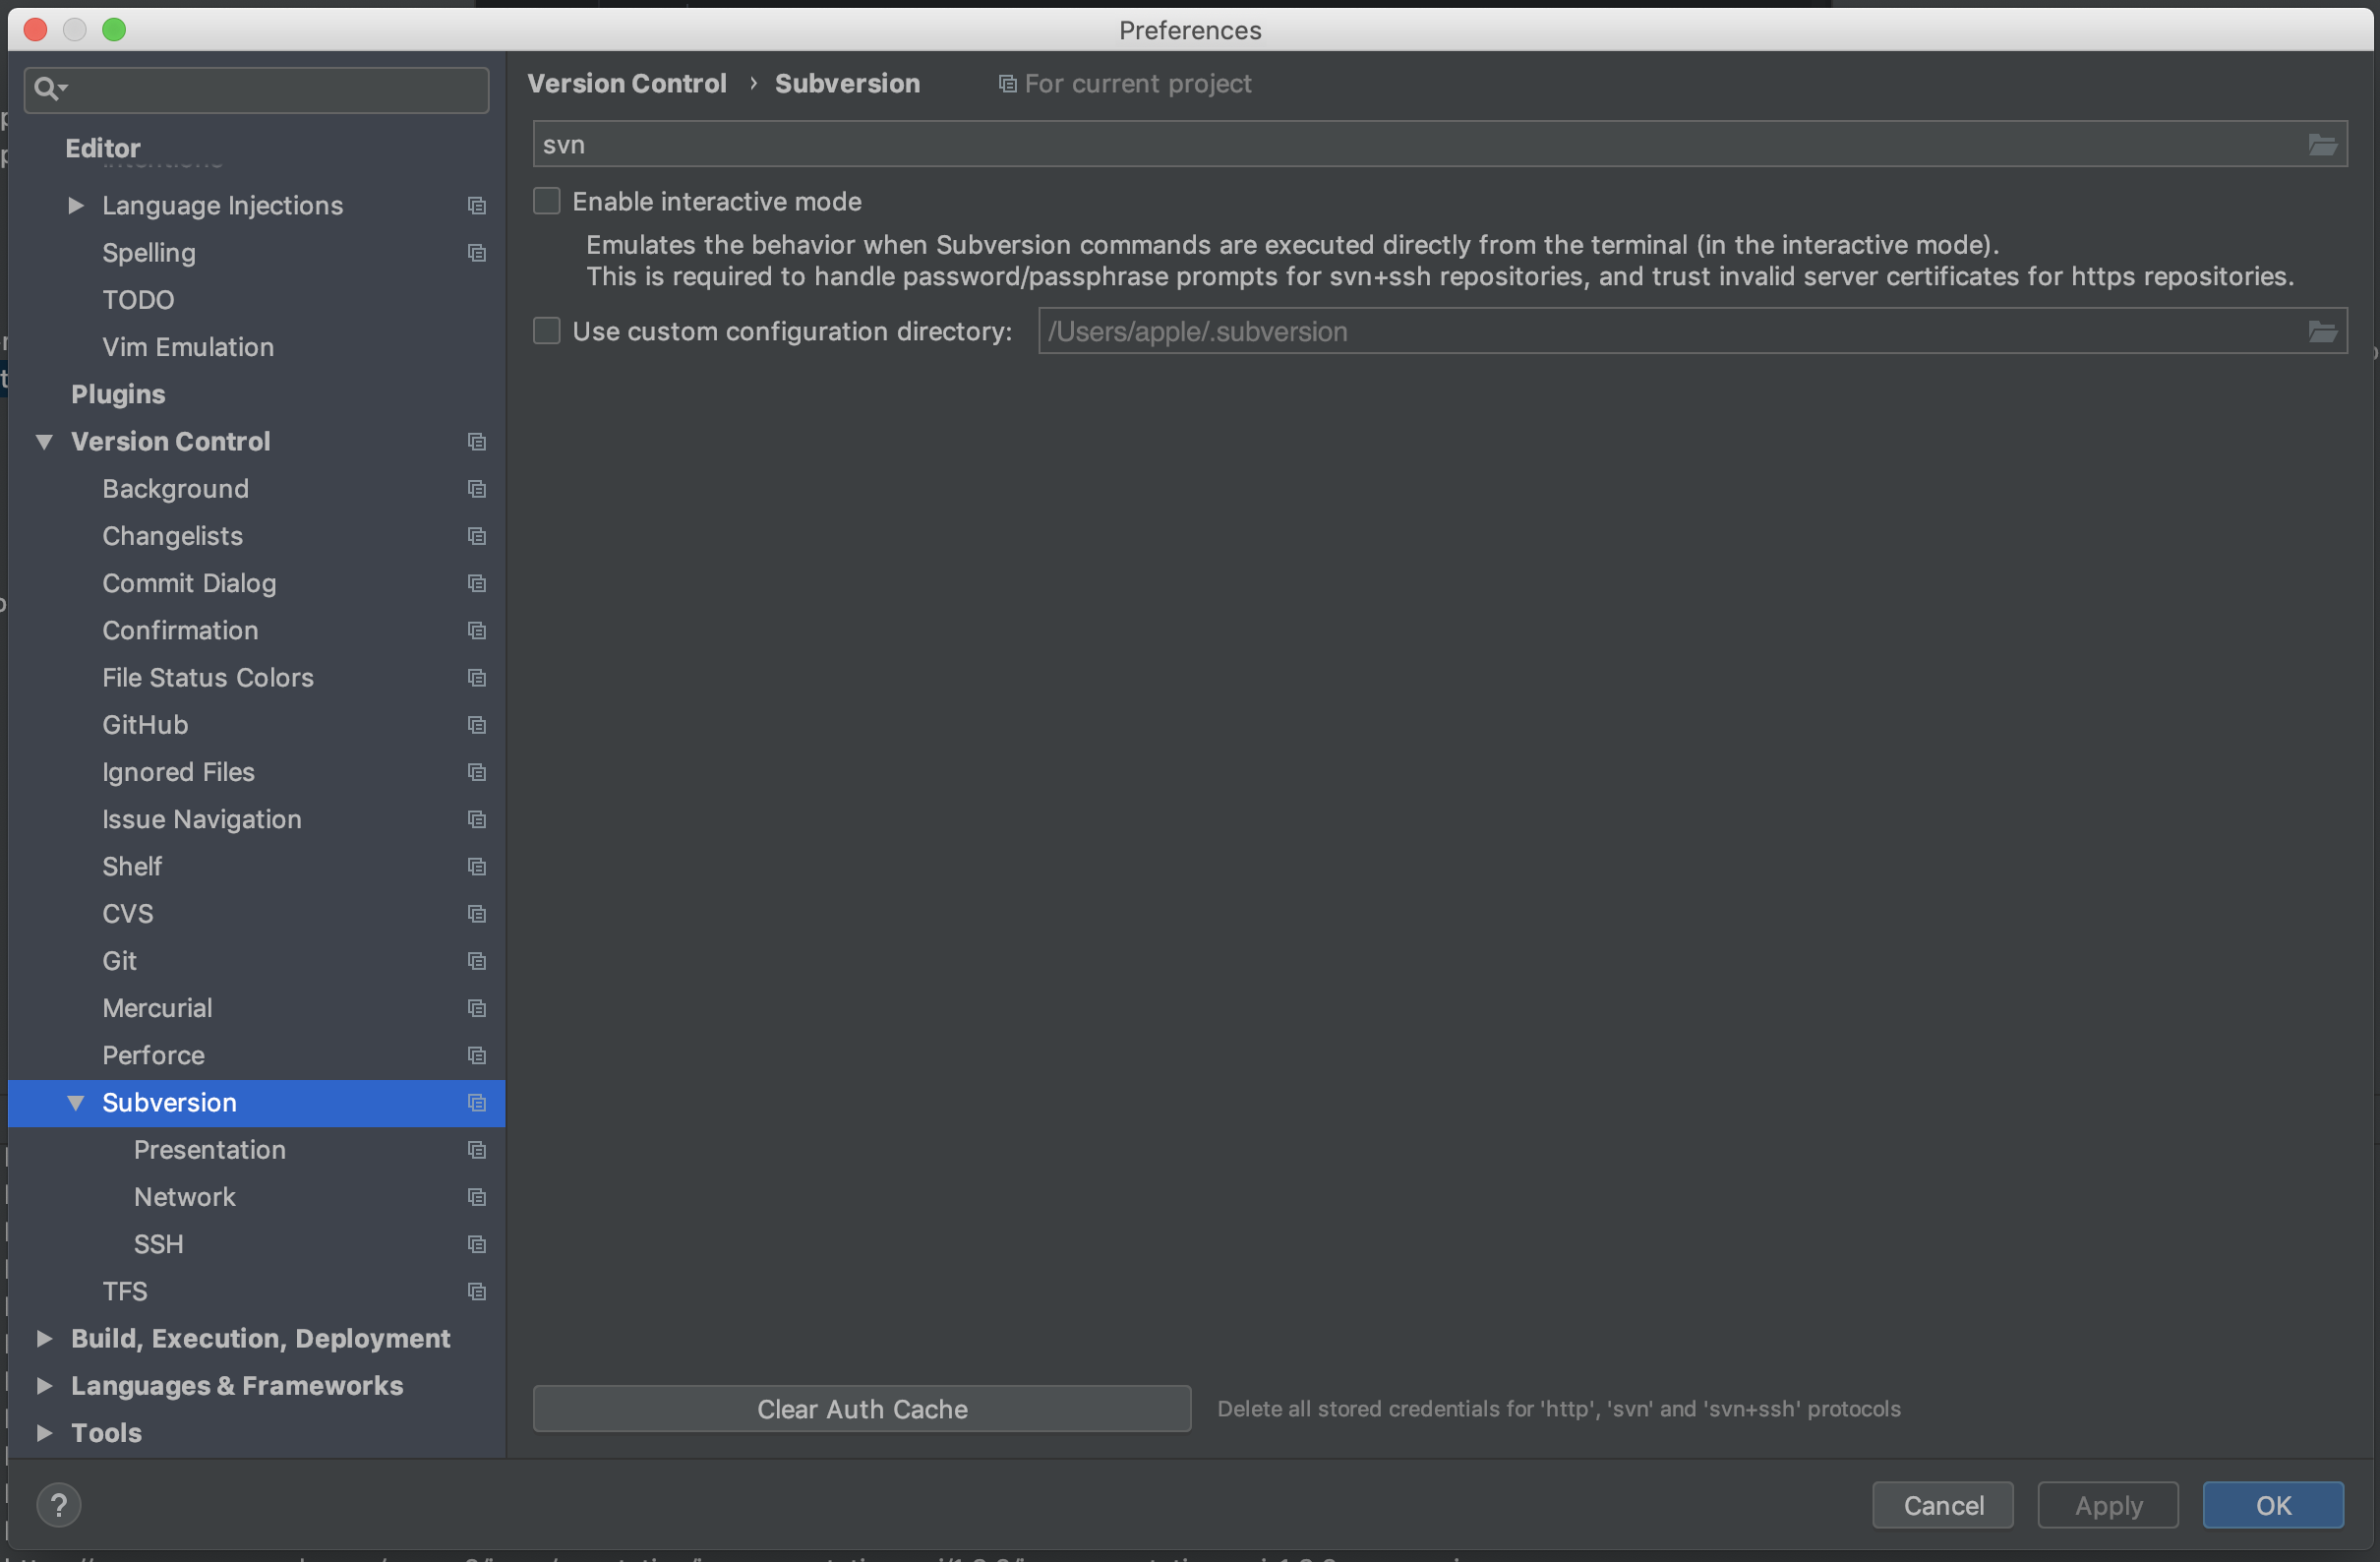 Preferences
Version Control › Subversion For current project
svn
Enable interactive mode
Emulates the behavior when Subversion commands are executed directly from the terminal (in the interactive mode).
This is required to handle password/passphrase prompts for svn+ssh repositories, and trust invalid server certificates for https repositories.
Use custom configuration directory: /Users/apple/.subversion
Editor
Language Injections
Spelling
TODO
Vim Emulation
Plugins
Version Control
Background
Changelists
Commit Dialog
Confirmation
File Status Colors
GitHub
Ignored Files
Issue Navigation
Shelf
CVS
Git
Mercurial
Perforce
Subversion
Presentation
Network
SSH
TFS
Build, Execution, Deployment
Languages & Frameworks
Tools
Clear Auth Cache Delete all stored credentials for 'http', 'svn' and 'svn+ssh' protocols
?
Cancel Apply OK